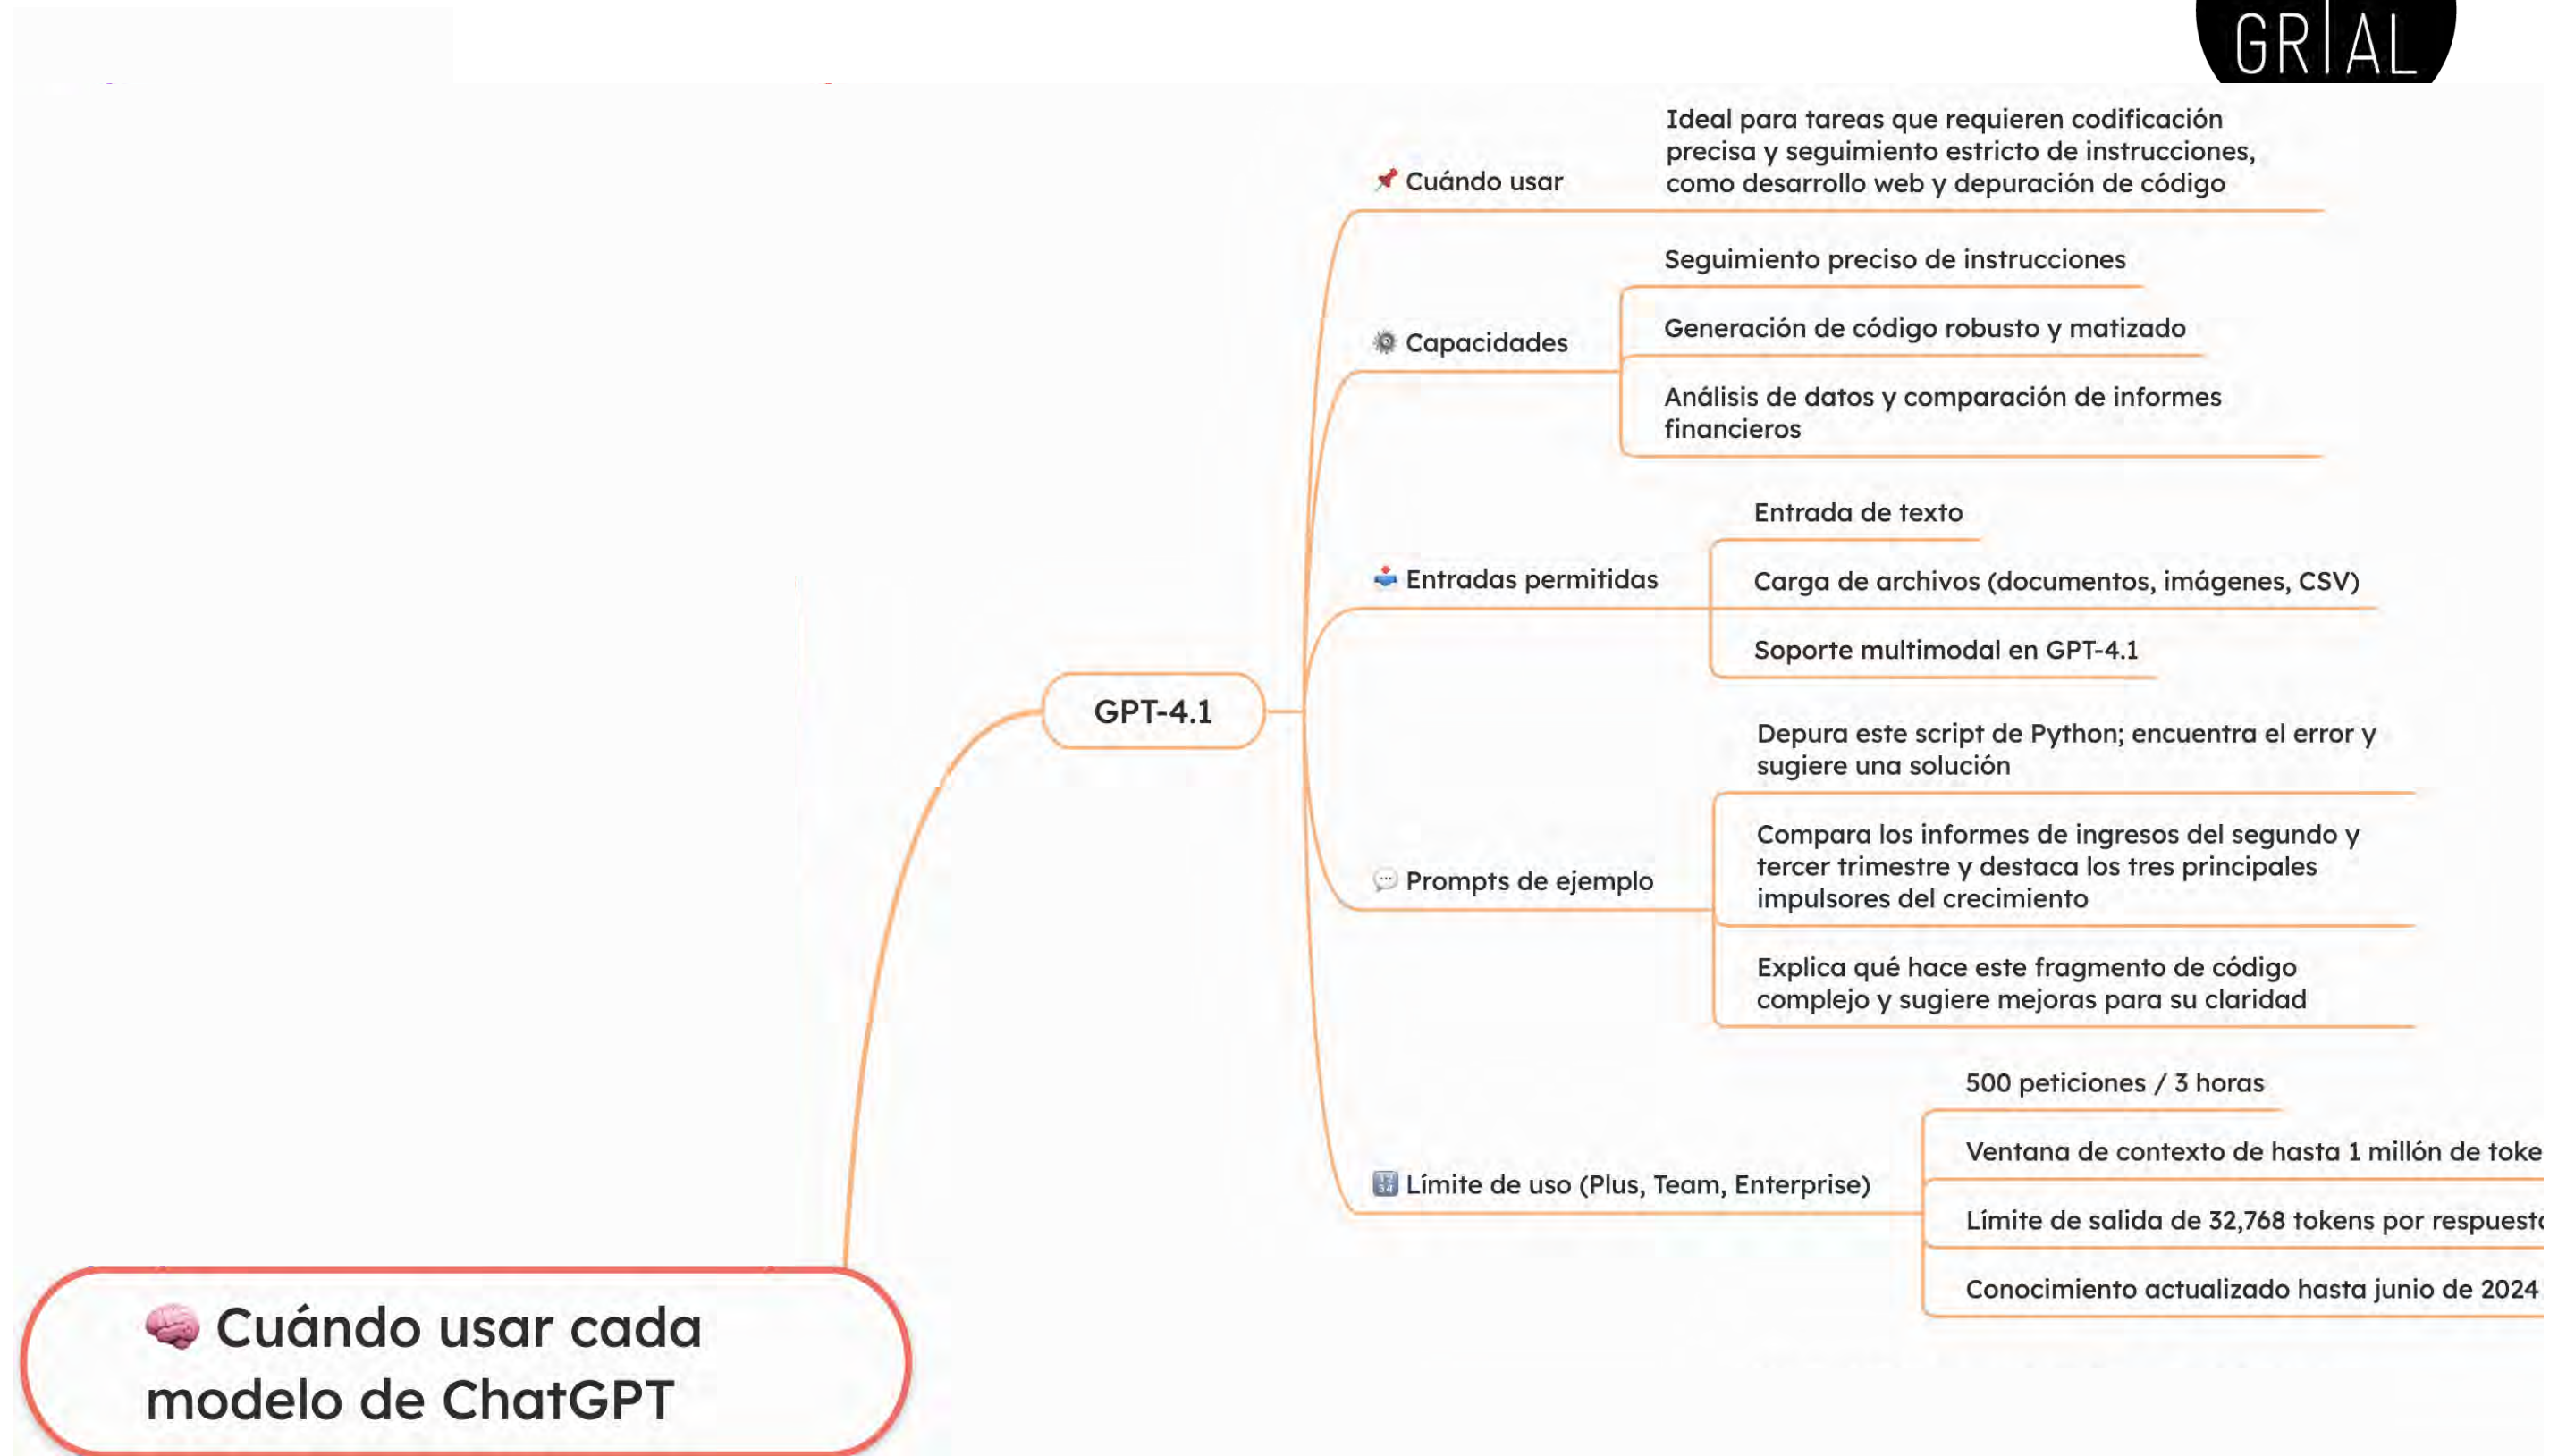 GRIAL
📌 Cuándo usar
Ideal para tareas que requieren codificación
precisa y seguimiento estricto de instrucciones,
como desarrollo web y depuración de código
Capacidades
Seguimiento preciso de instrucciones
Generación de código robusto y matizado
Análisis de datos y comparación de informes
financieros
Entradas permitidas
Entrada de texto
Carga de archivos (documentos, imágenes, CSV)
Soporte multimodal en GPT-4.1
GPT-4.1
Prompts de ejemplo
Depura este script de Python; encuentra el error y
sugiere una solución
Compara los informes de ingresos del segundo y
tercer trimestre y destaca los tres principales
impulsores del crecimiento
Explica qué hace este fragmento de código
complejo y sugiere mejoras para su claridad
Límite de uso (Plus, Team, Enterprise)
500 peticiones / 3 horas
Ventana de contexto de hasta 1 millón de toke
Límite de salida de 32,768 tokens por respuest
Conocimiento actualizado hasta junio de 2024
Cuándo usar cada
modelo de ChatGPT